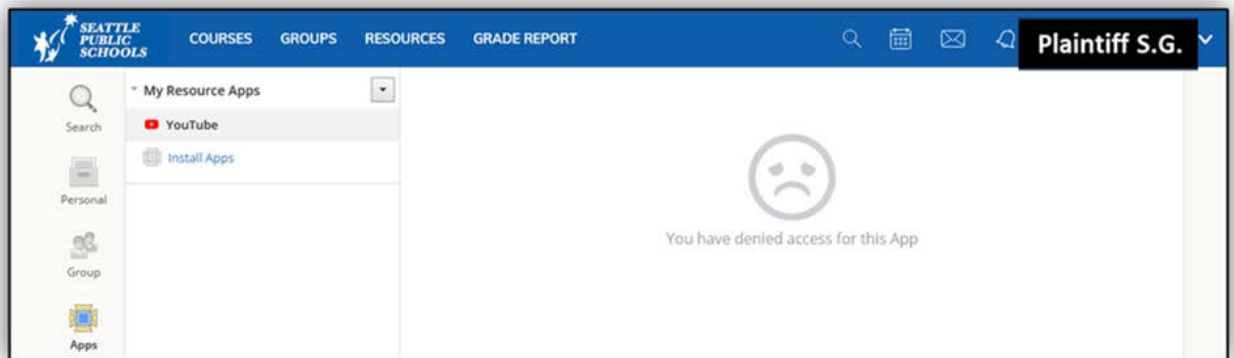 SEATTLE
PUBLIC
SCHOOLS
COURSES GROUPS RESOURCES GRADE REPORT
Plaintiff S.G.
Search
Personal
Group
Apps
My Resource Apps
YouTube
Install Apps
You have denied access for this App